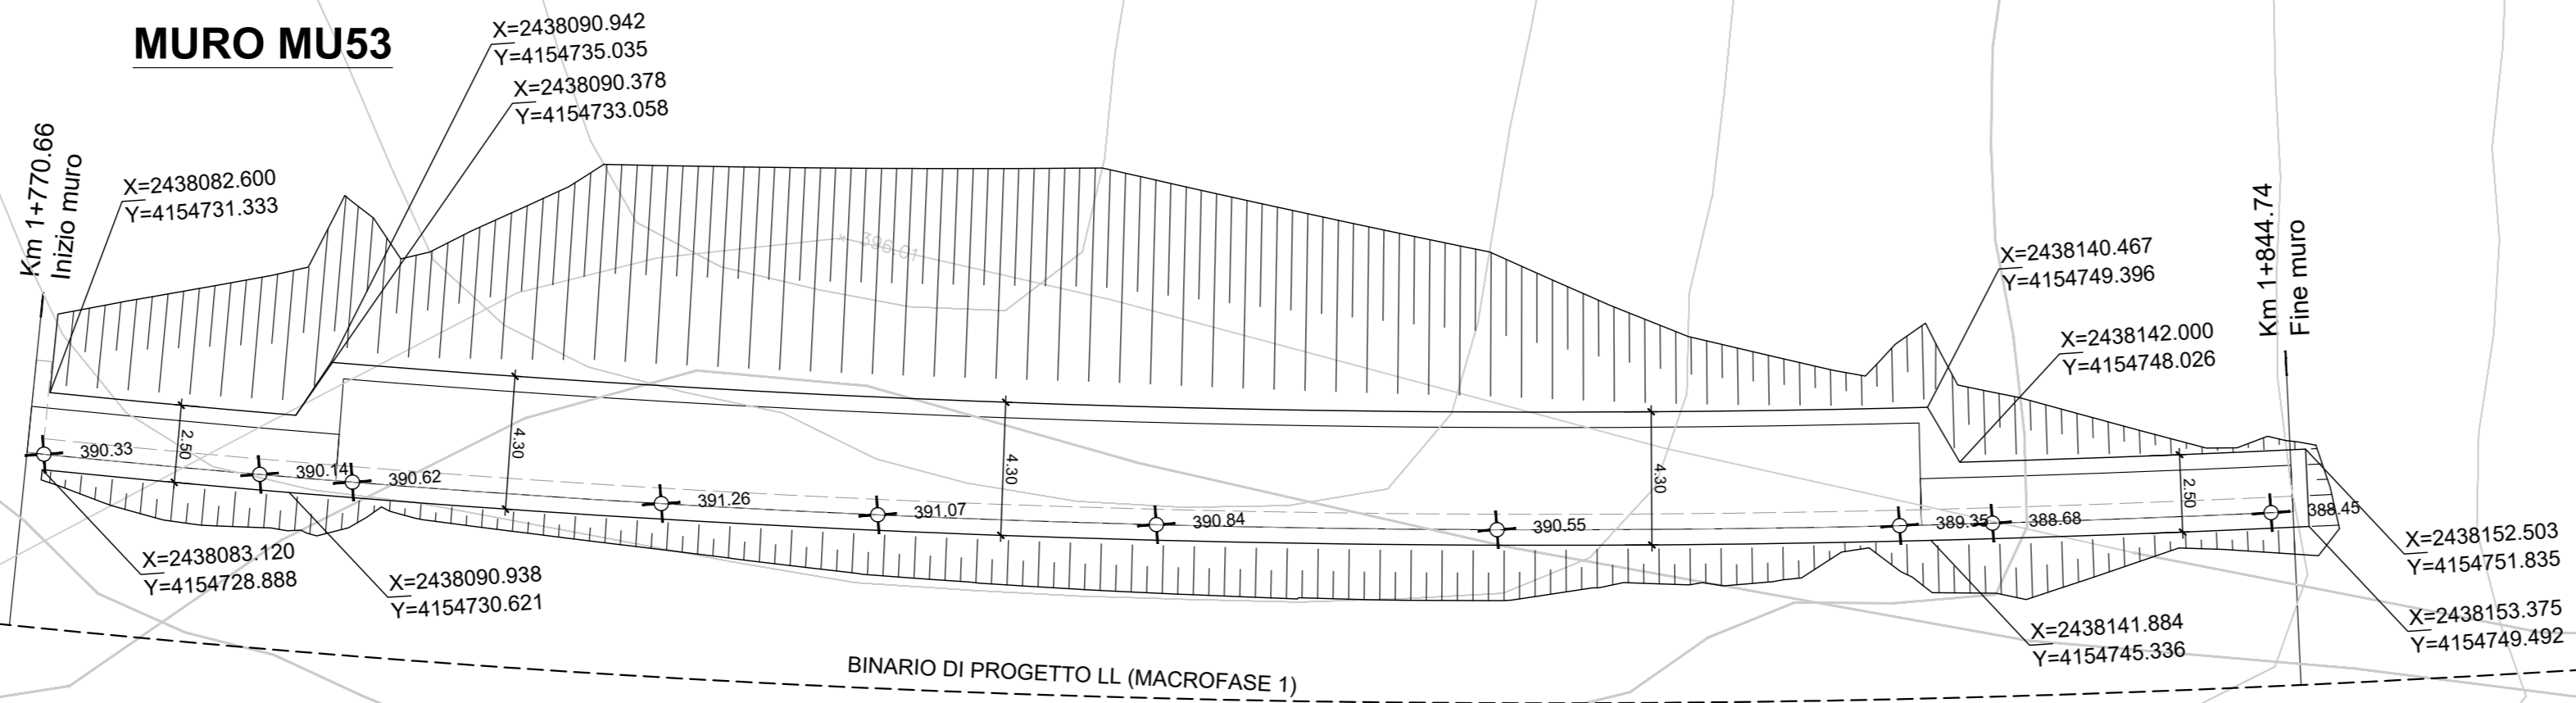 MURO MU53
X=2438090.942
Y=4154735.035
X=2438090.378
Y=4154733.058
Km 1+770.66
Inizio muro
X=2438082.600
Y=4154731.333
396.01
X=2438140.467
Y=4154749.396
Km 1+844.74
Fine muro
X=2438142.000
Y=4154748.026
390.33
2.50
390.14
390.62
4.30
391.26
391.07
4.30
390.84
390.55
4.30
389.35
388.68
2.50
388.45
X=2438083.120
Y=4154728.888
X=2438090.938
Y=4154730.621
X=2438152.503
Y=4154751.835
X=2438153.375
Y=4154749.492
X=2438141.884
Y=4154745.336
BINARIO DI PROGETTO LL (MACROFASE 1)